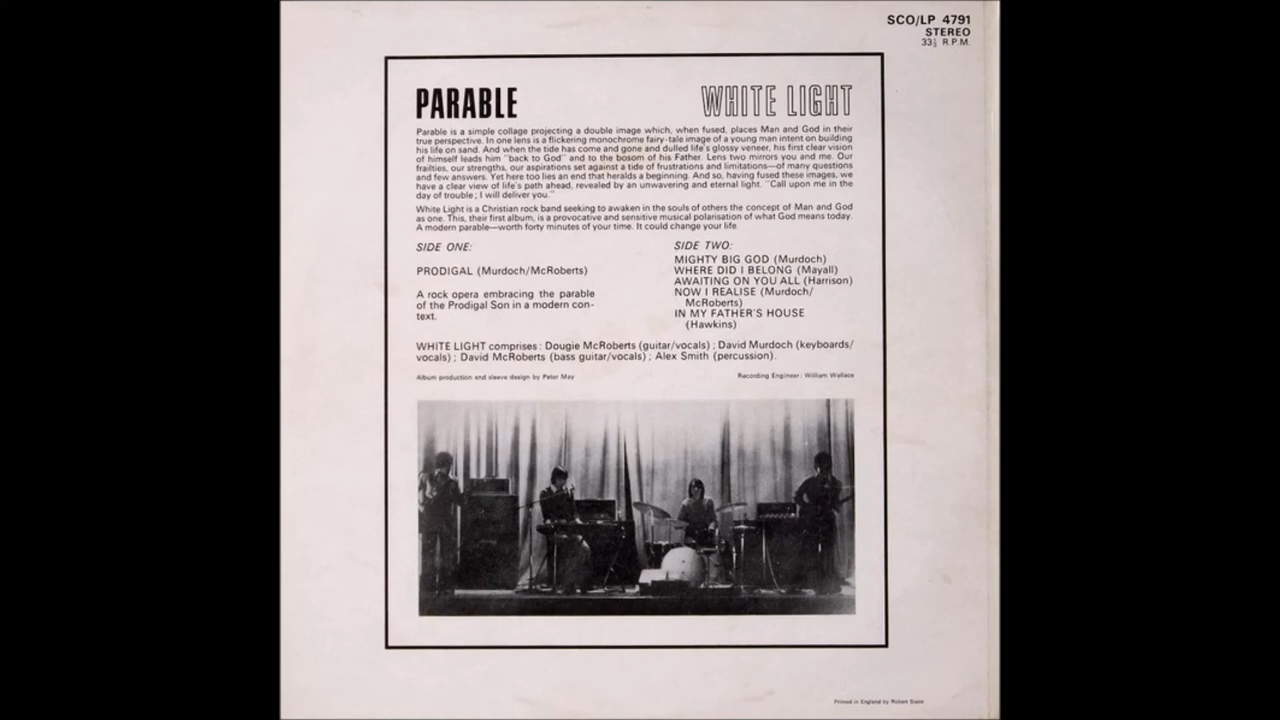 SCO/LP 4791
STEREO
33⅓ R.P.M.
PARABLE
WHITE LIGHT
Parable is a simple collage projecting a double image which, when fused, places Man and God in their
true perspective. In one lens is a flickering monochrome fairy-tale image of a young man intent on building
his life on sand. And when the tide has come and gone and dulled life's glossy veneer, his first clear vision
of himself leads him "back to God" and to the bosom of his Father. Lens two mirrors you and me. Our
frailties, our strengths, our aspirations set against a tide of frustrations and limitations—of many questions
and few answers. Yet here too lies an end that heralds a beginning. And so, having fused these images, we
have a clear view of life's path ahead, revealed by an unwavering and eternal light. "Call upon me in the
day of trouble; I will deliver you."
White Light is a Christian rock band seeking to awaken in the souls of others the concept of Man and God
as one. This, their first album, is a provocative and sensitive musical polarisation of what God means today.
A modern parable—worth forty minutes of your time. It could change your life.
SIDE ONE:
PRODIGAL (Murdoch/McRoberts)
A rock opera embracing the parable
of the Prodigal Son in a modern con-
text.
SIDE TWO:
MIGHTY BIG GOD (Murdoch)
WHERE DID I BELONG (Mayall)
AWAITING ON YOU ALL (Harrison)
NOW I REALISE (Murdoch/
McRoberts)
IN MY FATHER'S HOUSE
(Hawkins)
WHITE LIGHT comprises: Dougie McRoberts (guitar/vocals); David Murdoch (keyboards/
vocals); David McRoberts (bass guitar/vocals); Alex Smith (percussion).
Album production and sleeve design by Peter May
Recording Engineer: William Wallace
Printed in England by Robert Stace